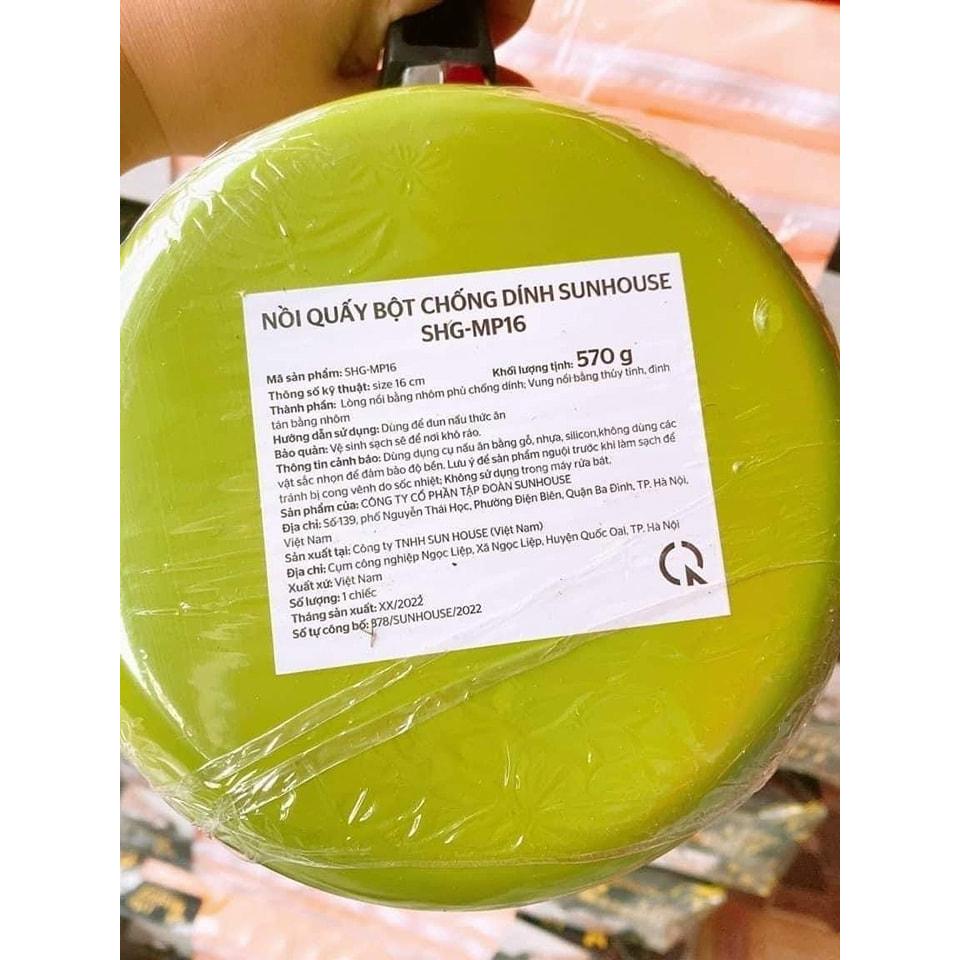 NỒI QUẤY BỘT CHỐNG DÍNH SUNHOUSE
SHG-MP16
Mã sản phẩm: SHG-MP16
Thông số kỹ thuật: size 16 cm Khối lượng tịnh: 570 g
Thành phần: Lòng nồi bằng nhôm phủ chống dính; Vung nồi bằng thủy tinh, đinh
tán bằng nhôm
Hướng dẫn sử dụng: Dùng để đun nấu thức ăn
Bảo quản: Vệ sinh sạch sẽ để nơi khô ráo.
Thông tin cảnh báo: Dùng dụng cụ nấu ăn bằng gỗ, nhựa, silicon,không dùng các
vật sắc nhọn để đảm bảo độ bền. Lưu ý để sản phẩm nguội trước khi làm sạch để
tránh bị cong vênh do sốc nhiệt; Không sử dụng trong máy rửa bát.
Sản phẩm của: CÔNG TY CỔ PHẦN TẬP ĐOÀN SUNHOUSE
Địa chỉ: Số 139, phố Nguyễn Thái Học, Phường Điện Biên, Quận Ba Đình, TP. Hà Nội,
Việt Nam
Sản xuất tại: Công ty TNHH SUN HOUSE (Việt Nam)
Địa chỉ: Cụm công nghiệp Ngọc Liệp, Xã Ngọc Liệp, Huyện Quốc Oai, TP. Hà Nội
Xuất xứ: Việt Nam
Số lượng: 1 chiếc
Tháng sản xuất: XX/2022
Số tự công bố: B78/SUNHOUSE/2022